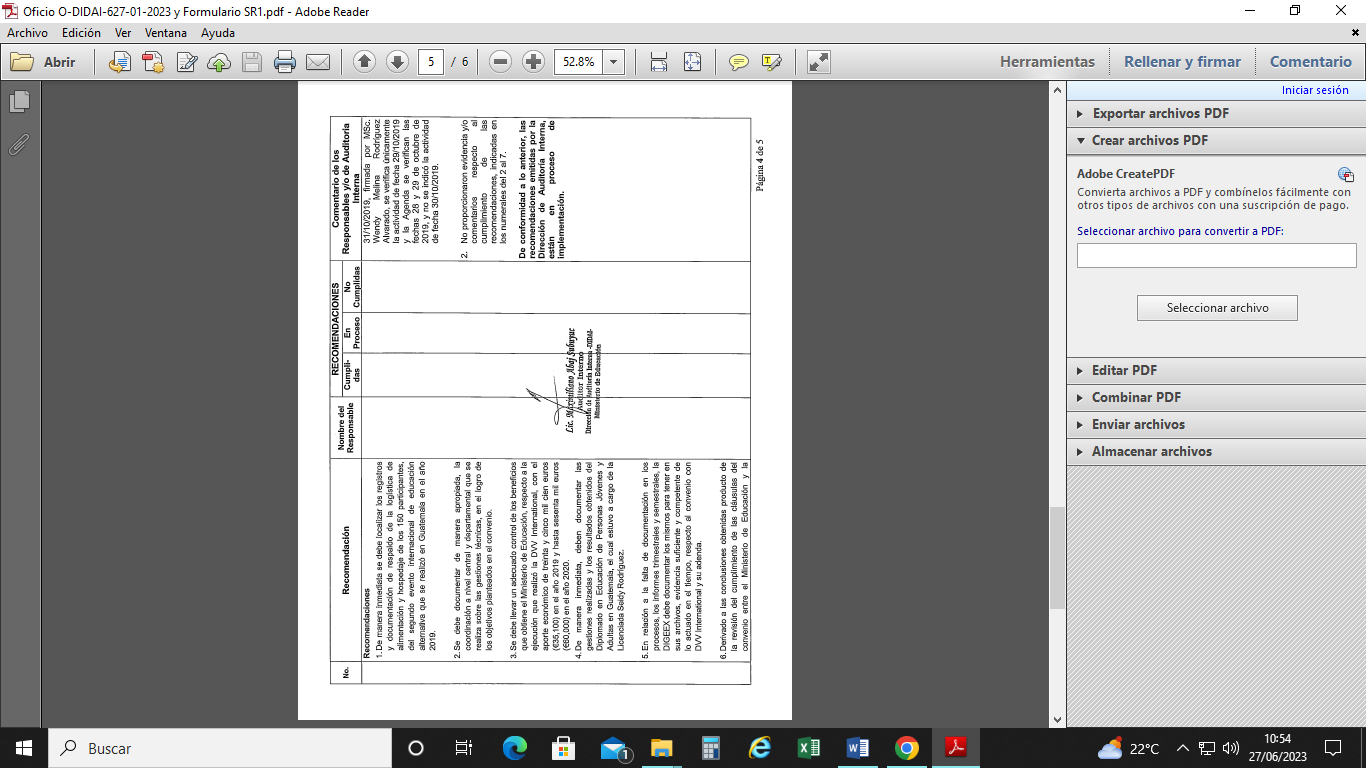 Oficio O-DIDAI-627-01-2023 y Formulario SR1.pdf - Adobe Reader
Archivo Edición Ver Ventana Ayuda
Abrir
5 / 6
52.8%
Herramientas
Rellenar y firmar
Comentario
Iniciar sesión
Exportar archivos PDF
Crear archivos PDF
Adobe CreatePDF
Convierta archivos a PDF y combínelos fácilmente con
otros tipos de archivos con una suscripción de pago.
Seleccionar archivo para convertir a PDF:
Seleccionar archivo
Editar PDF
Combinar PDF
Enviar archivos
Almacenar archivos
No.
Recomendación
Nombre del
Responsable
RECOMENDACIONES
Cumpli-
das
En
Proceso
No
Cumplidas
Comentario de los
Responsables y/o de Auditoría
Interna
Recomendaciones
1. De manera inmediata se debe localizar los registros
y documentación de respaldo de la logística de
alimentación y hospedaje de los 150 participantes,
del segundo evento internacional de educación
alternativa que se realizó en Guatemala en el año
2019.
2. Se debe documentar de manera apropiada, la
coordinación a nivel central y departamental que se
realiza sobre las gestiones técnicas, en el logro de
los objetivos planteados en el convenio.
3. Se debe llevar un adecuado control de los beneficios
que obtiene el Ministerio de Educación, respecto a la
ejecución que realizó la DVV International, con el
aporte económico de treinta y cinco mil cien euros
(€35,100) en el año 2019 y hasta sesenta mil euros
(€60,000) en el año 2020.
4. De manera inmediata, deben documentar las
gestiones realizadas y los resultados obtenidos del
Diplomado en Educación de Personas Jóvenes y
Adultas en Guatemala, el cual estuvo a cargo de la
Licenciada Seidy Rodríguez.
5. En relación a la falta de documentación en los
procesos, los informes trimestrales y semestrales, la
DIGEEX debe documentar los mismos para tener en
sus archivos, evidencia suficiente y competente de
lo actuado en el tiempo, respecto al convenio con
DVV International y su adenda.
6. Derivado a las conclusiones obtenidas producto de
la revisión del cumplimiento de las cláusulas del
convenio entre el Ministerio de Educación y la
Lic. Maximiliano Ahaj Subuyuc
Auditor Interno
Dirección de Auditoría Interna -DIDAI-
Ministerio de Educación
31/10/2019, firmada por MSc.
Wendy Melina Rodríguez
Alvarado, se verifica únicamente
la actividad de fecha 29/10/2019
y la Agenda se verifican las
fechas 28 y 29 de octubre de
2019, y no se indicó la actividad
de fecha 30/10/2019.
2. No proporcionaron evidencia y/o
comentarios respecto al
cumplimiento de las
recomendaciones, indicadas en
los numerales del 2 al 7.
De conformidad a lo anterior, las
recomendaciones emitidas por la
Dirección de Auditoría Interna,
están en proceso de
implementación.
Página 4 de 5
Buscar
1
22°C
10:54
27/06/2023